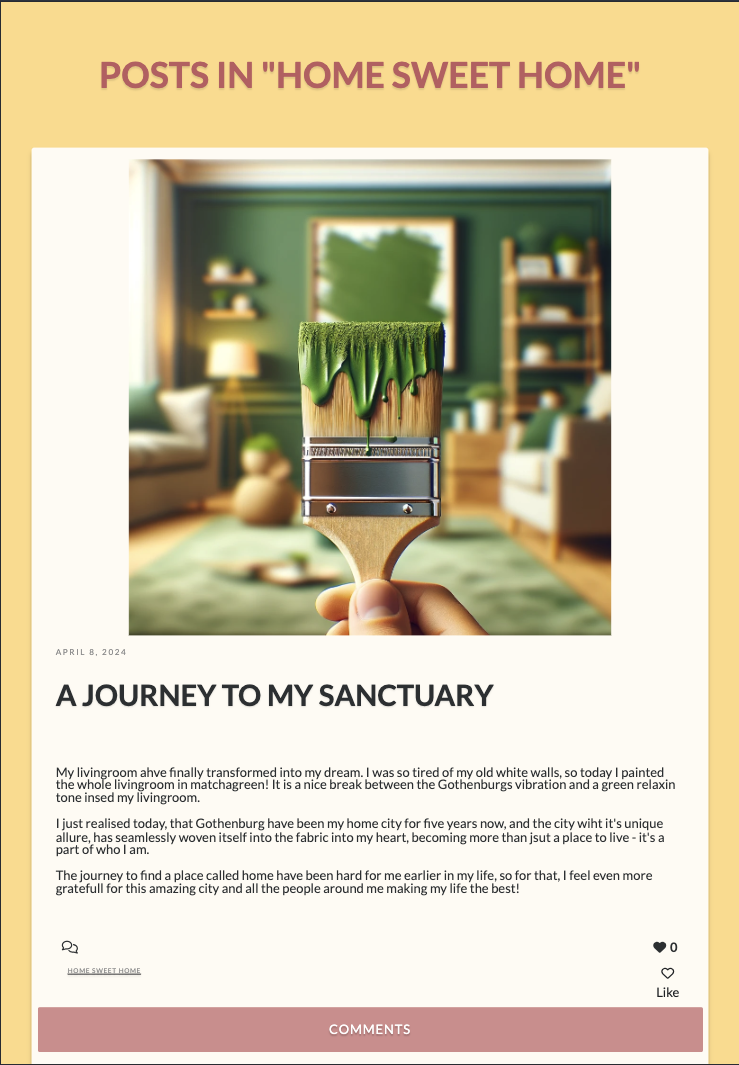 POSTS IN "HOME SWEET HOME"
APRIL 8, 2024
A JOURNEY TO MY SANCTUARY
My livingroom ahve finally transformed into my dream. I was so tired of my old white walls, so today I painted
the whole livingroom in matchagreen! It is a nice break between the Gothenburgs vibration and a green relaxin
tone insed my livingroom.
I just realised today, that Gothenburg have been my home city for five years now, and the city wiht it's unique
allure, has seamlessly woven itself into the fabric into my heart, becoming more than jsut a place to live - it's a
part of who I am.
The journey to find a place called home have been hard for me earlier in my life, so for that, I feel even more
gratefull for this amazing city and all the people around me making my life the best!
0
HOME SWEET HOME
Like
COMMENTS